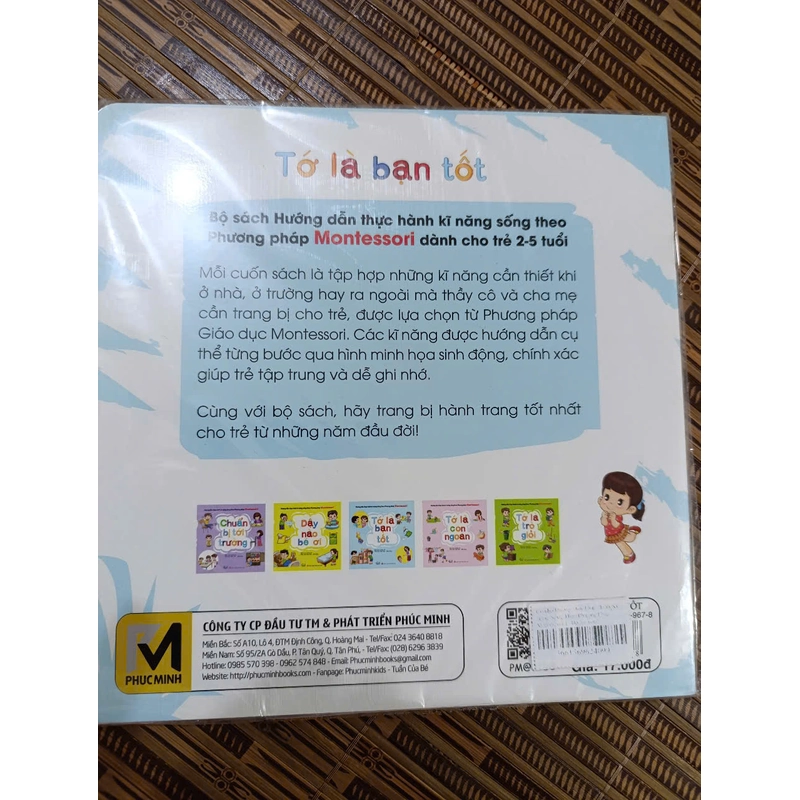 Tớ là bạn tốt
Bộ sách Hướng dẫn thực hành kĩ năng sống theo
Phương pháp Montessori dành cho trẻ 2-5 tuổi
Mỗi cuốn sách là tập hợp những kĩ năng cần thiết khi
ở nhà, ở trường hay ra ngoài mà thầy cô và cha mẹ
cần trang bị cho trẻ, được lựa chọn từ Phương pháp
Giáo dục Montessori. Các kĩ năng được hướng dẫn cụ
thể từng bước qua hình minh họa sinh động, chính xác
giúp trẻ tập trung và dễ ghi nhớ.
Cùng với bộ sách, hãy trang bị hành trang tốt nhất
cho trẻ từ những năm đầu đời!
Chuẩn bị tới trường
Dậy nào bé ơi
Tớ là bạn tốt
Tớ là con ngoan
Tớ là trò giỏi
PHUCMINH
CÔNG TY CP ĐẦU TƯ TM & PHÁT TRIỂN PHÚC MINH
Miền Bắc: Số A10, Lô 4, ĐTM Định Công, Q. Hoàng Mai - Tel/Fax: 024 3640 8818
Miền Nam: Số 95/2A Gò Dầu, P. Tân Quý, Q. Tân Phú, - Tel/Fax: (028) 6296 3839
Hotline: 0985 570 398 - 0962 574 848 - Email: Phucminhbooks@gmail.com
Website: http://phucminhbooks.com - Fanpage: Phucminhkids - Tuấn Của Bé
-967-8
PM@
Giá: 17.000đ